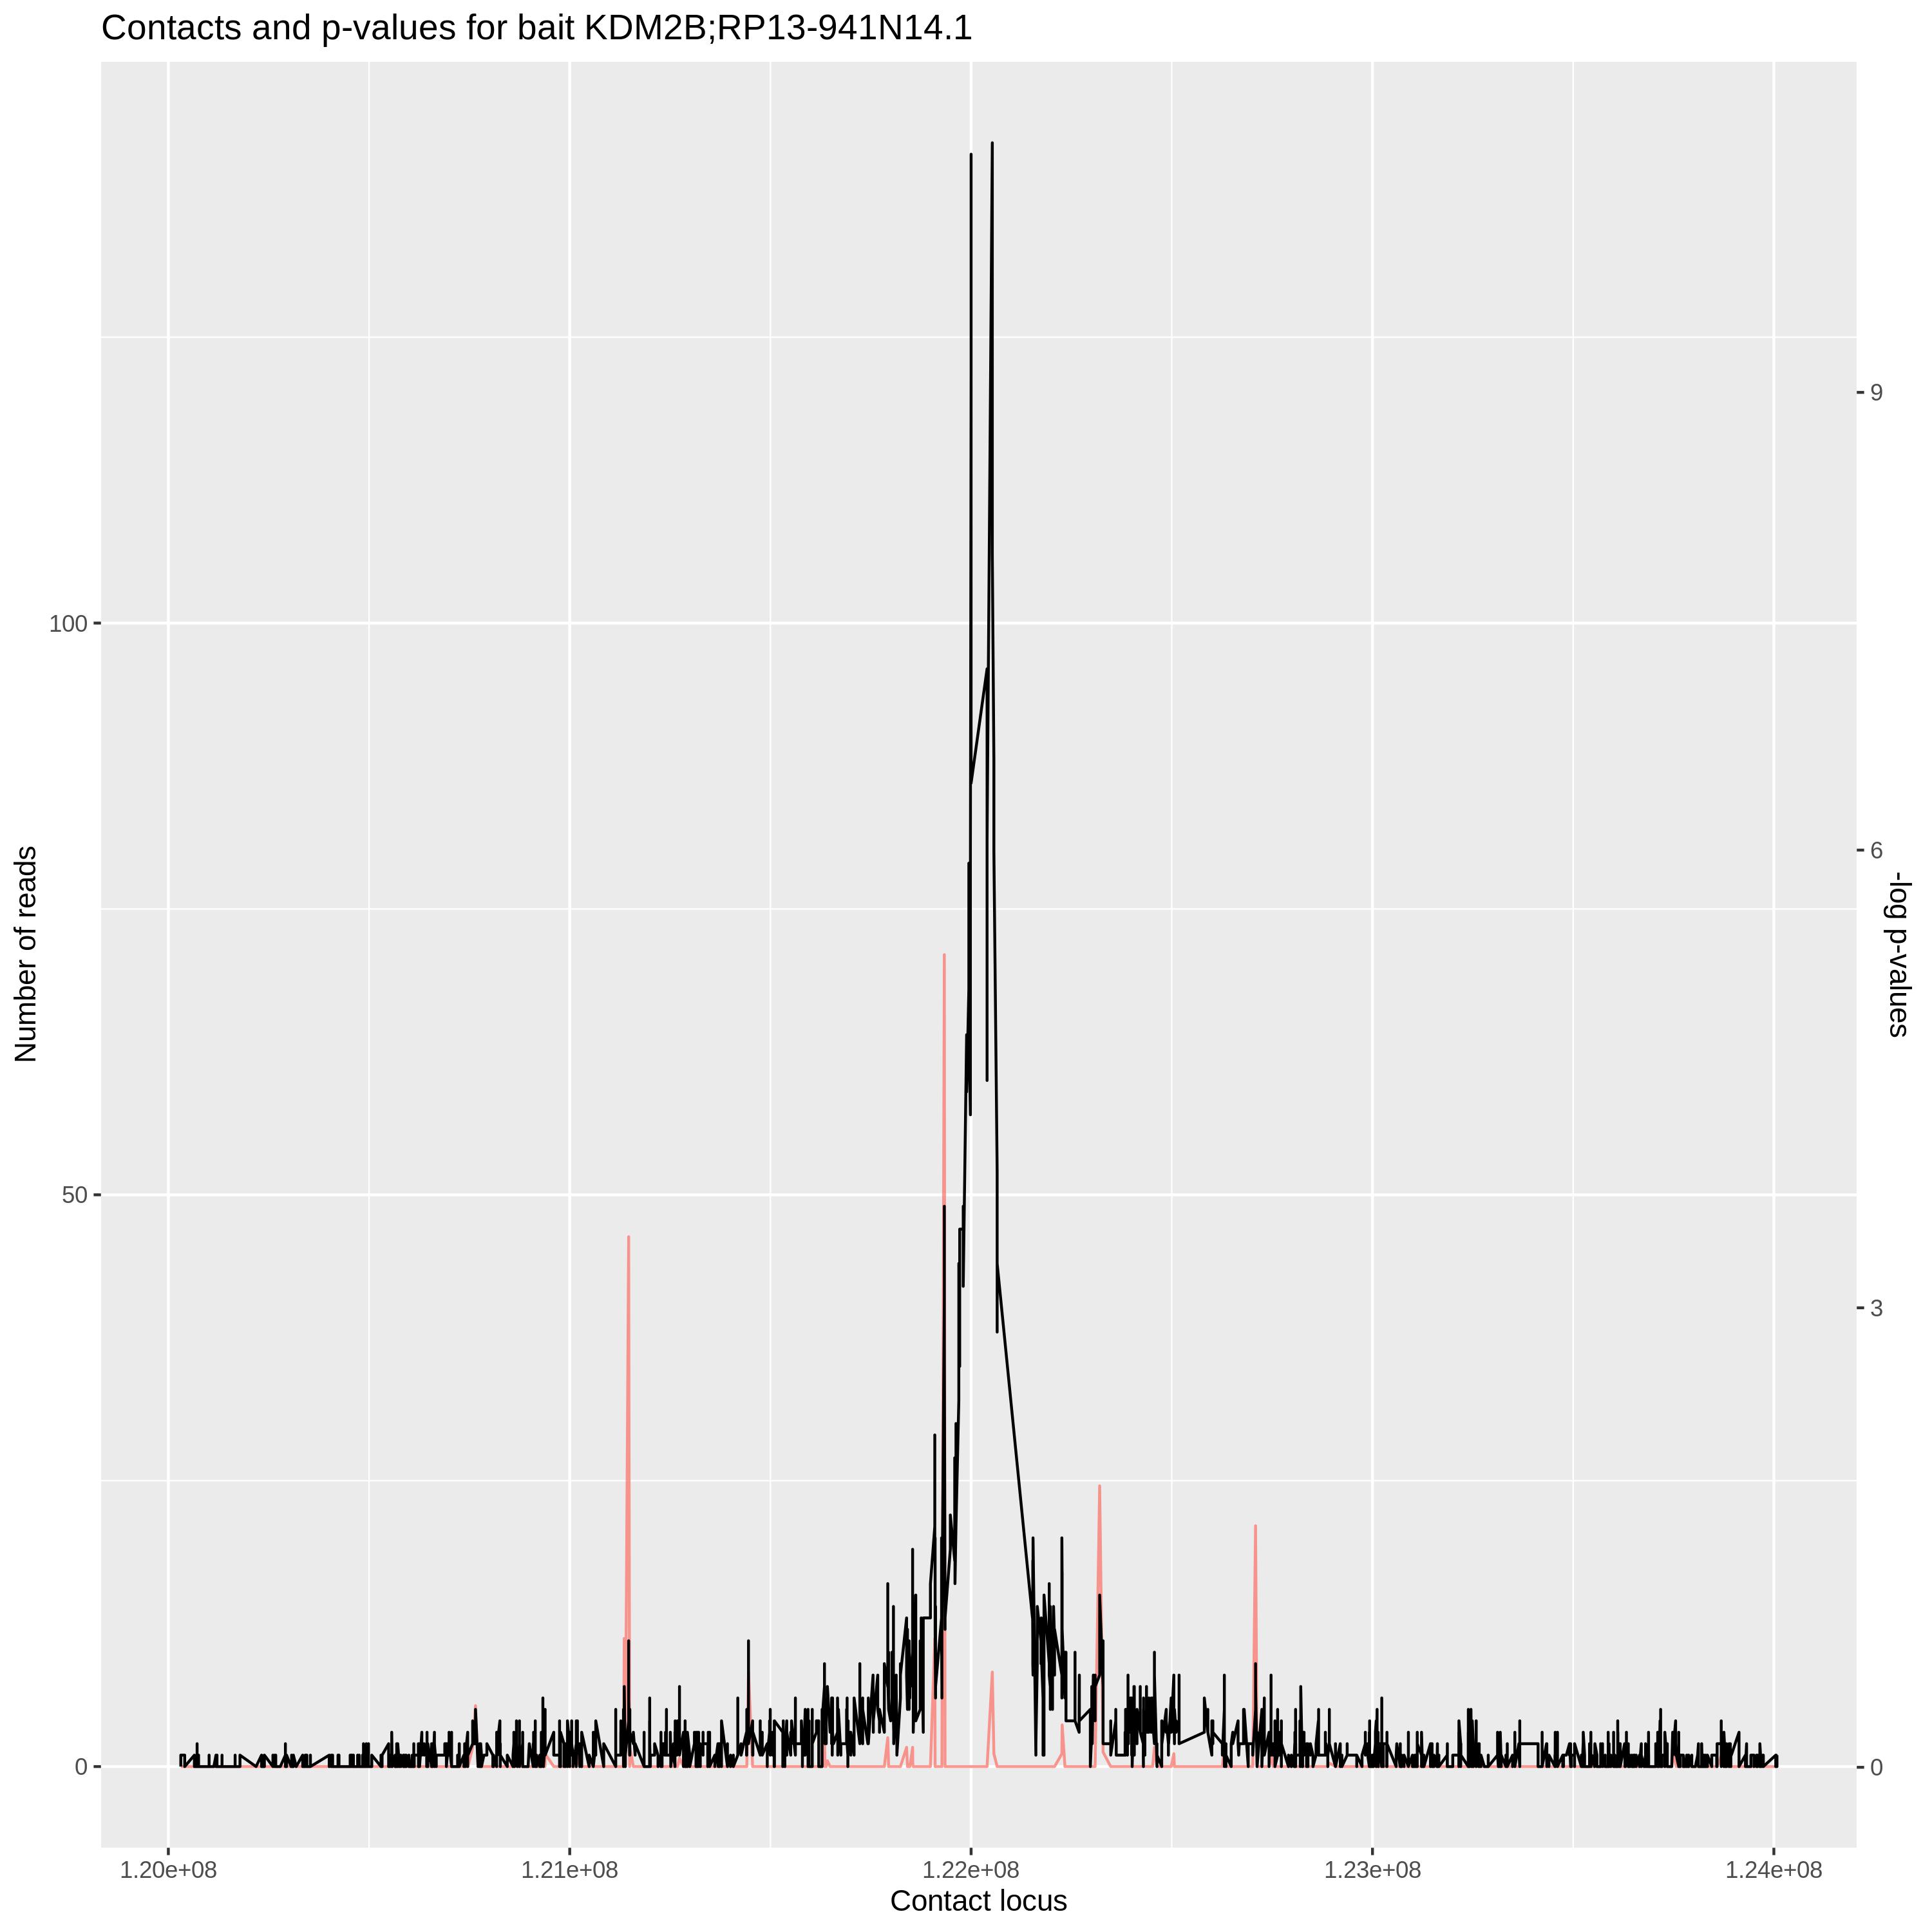 Contacts and p-values for bait KDM2B;RP13-941N14.1
Number of reads
100
50
0
9
6
3
0
-log p-values
1.20e+08 1.21e+08 1.22e+08 1.23e+08 1.24e+08
Contact locus